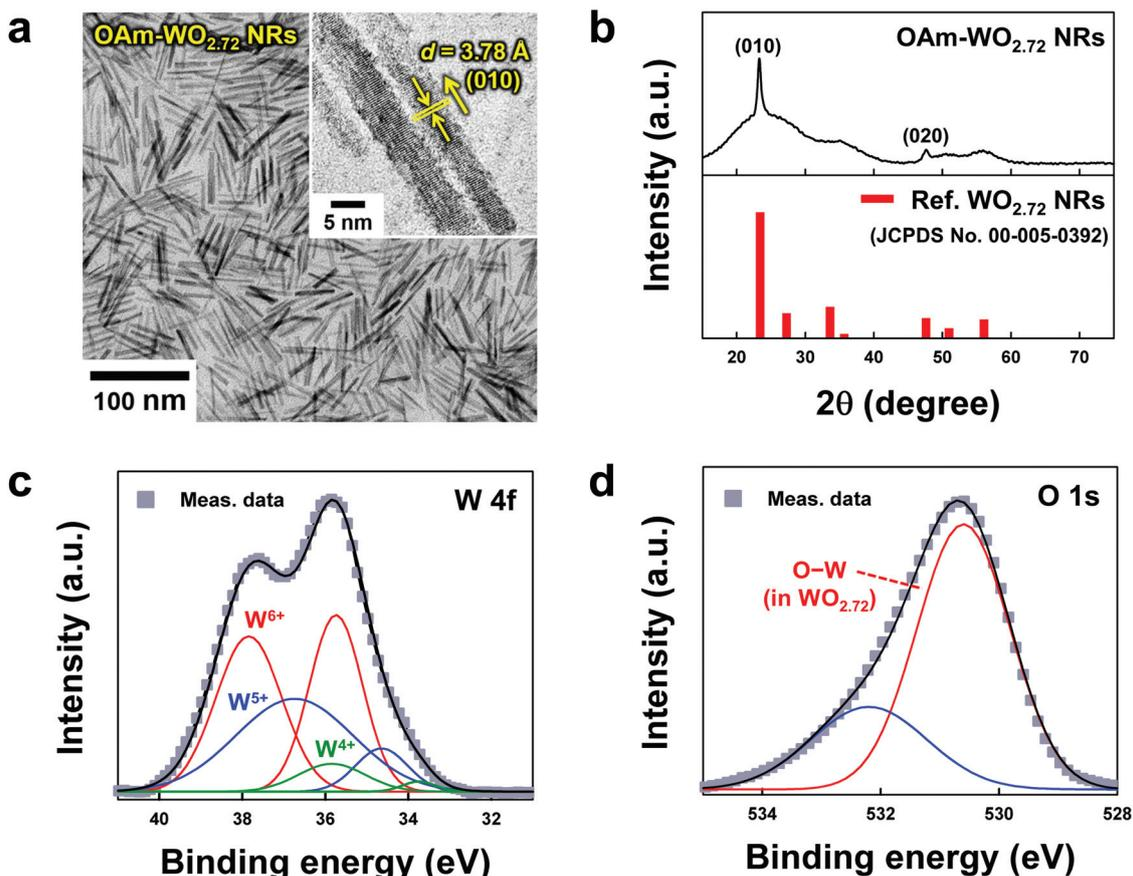 a
OAm-WO2.72 NRs
d = 3.78 Å
(010)
5 nm
100 nm
b
OAm-WO2.72 NRs
(010)
(020)
Ref. WO2.72 NRs
(JCPDS No. 00-005-0392)
Intensity (a.u.)
20 30 40 50 60 70
2θ (degree)
c
Meas. data
W 4f
W6+
W5+
W4+
Intensity (a.u.)
40 38 36 34 32
Binding energy (eV)
d
Meas. data
O 1s
O–W
(in WO2.72)
Intensity (a.u.)
534 532 530 528
Binding energy (eV)